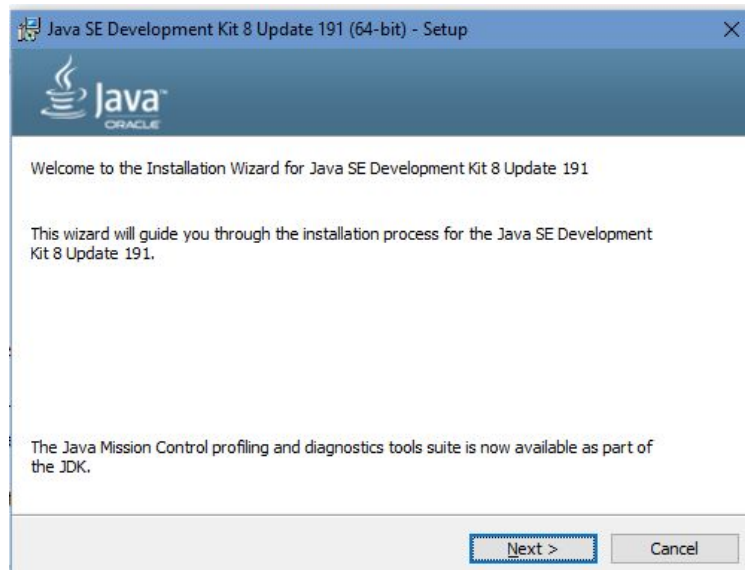 Java SE Development Kit 8 Update 191 (64-bit) - Setup
Java™
ORACLE
Welcome to the Installation Wizard for Java SE Development Kit 8 Update 191
This wizard will guide you through the installation process for the Java SE Development
Kit 8 Update 191.
The Java Mission Control profiling and diagnostics tools suite is now available as part of
the JDK.
Next >
Cancel